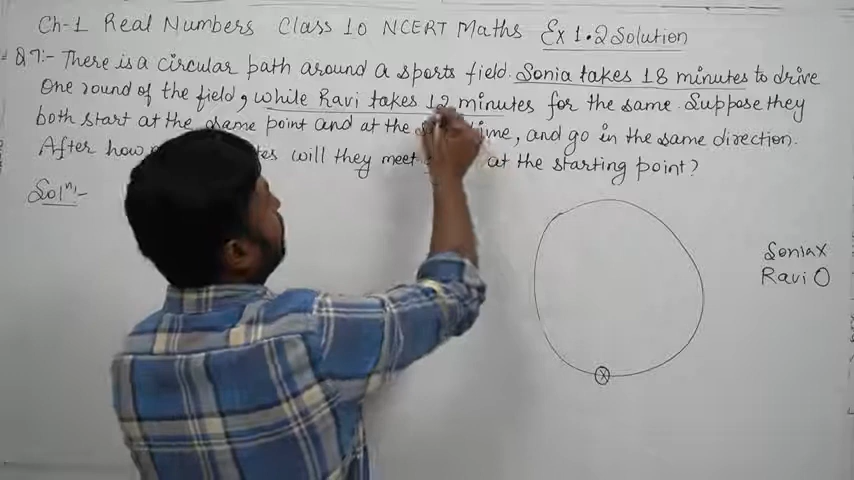 Ch-1 Real Numbers Class 10 NCERT Maths Ex 1.2 Solution
Q7:- There is a circular path around a sports field. Sonia takes 18 minutes to drive
One round of the field, while Ravi takes 12 minutes for the same. Suppose they
both start at the same point and at the time, and go in the same direction.
After how will they meet at the starting point?
Solⁿ:-
Sonia X
Ravi O